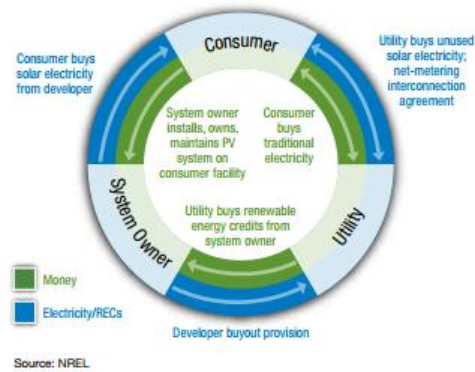 Consumer
Consumer buys
solar electricity
from developer
Utility buys unused
solar electricity;
net-metering
interconnection
agreement
System owner
installs, owns,
maintains PV
system on
consumer facility
Consumer
buys
traditional
electricity
System Owner
Utility
Utility buys renewable
energy credits from
system owner
Money
Electricity/RECs
Developer buyout provision
Source: NREL